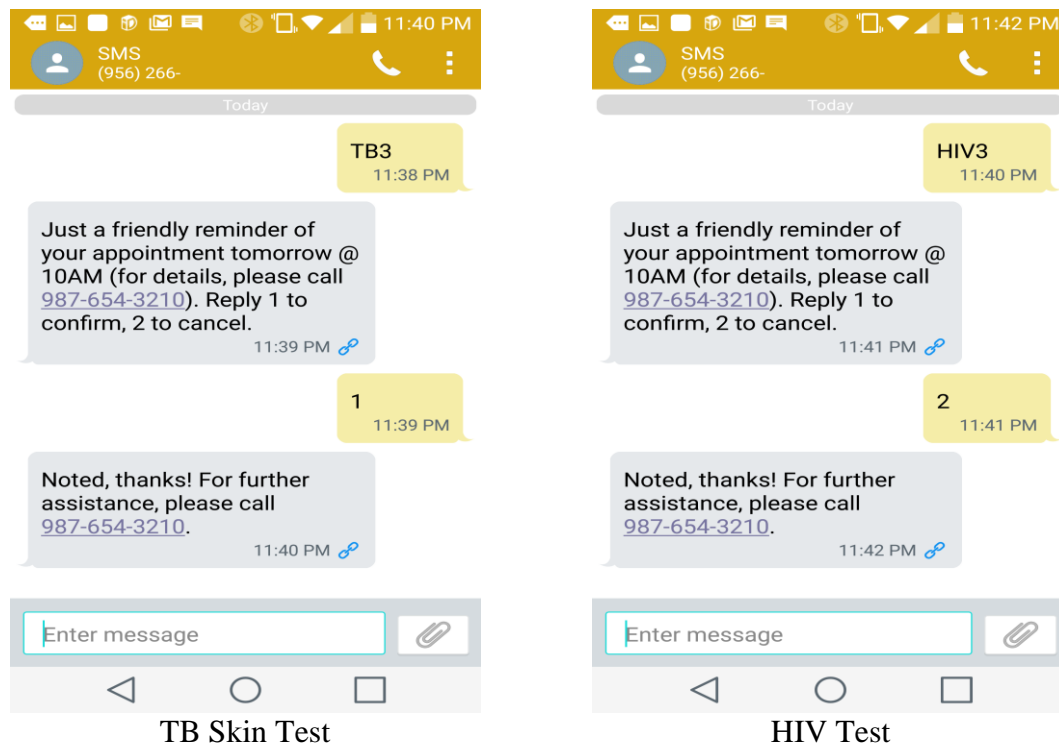 11:40 PM
SMS
(956) 266-
Today
TB3
11:38 PM
Just a friendly reminder of
your appointment tomorrow @
10AM (for details, please call
987-654-3210). Reply 1 to
confirm, 2 to cancel.
11:39 PM
1
11:39 PM
Noted, thanks! For further
assistance, please call
987-654-3210.
11:40 PM
Enter message
TB Skin Test
11:42 PM
SMS
(956) 266-
Today
HIV3
11:40 PM
Just a friendly reminder of
your appointment tomorrow @
10AM (for details, please call
987-654-3210). Reply 1 to
confirm, 2 to cancel.
11:41 PM
2
11:41 PM
Noted, thanks! For further
assistance, please call
987-654-3210.
11:42 PM
Enter message
HIV Test